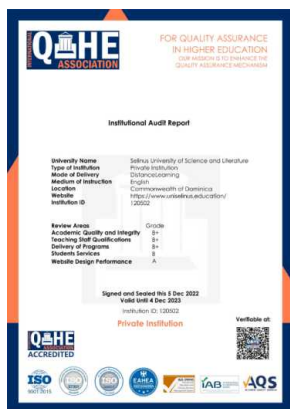 INTERNATIONAL
QAHE
ASSOCIATION
FOR QUALITY ASSURANCE
IN HIGHER EDUCATION
OUR MISSION IS TO ENHANCE THE
QUALITY ASSURANCE MECHANISM
Institutional Audit Report
University Name Selinus University of Science and Literature
Type of Institution Private Institution
Mode of Delivery DistanceLearning
Medium of Instruction English
Location Commonwealth of Dominica
Website https://www.uniselinus.education/
Institution ID 120502
Review Areas Grade
Academic Quality and Integrity B+
Teaching Staff Qualifications B+
Delivery of Programs B+
Students Services B
Website Design Performance A
Signed and Sealed this 5 Dec 2022
Valid Until 4 Dec 2023
Institution ID: 120502
Private Institution
Verifiable at:
QAHE
ACCREDITED
ISO
9001:2015
EAHEA
IAB
AQS